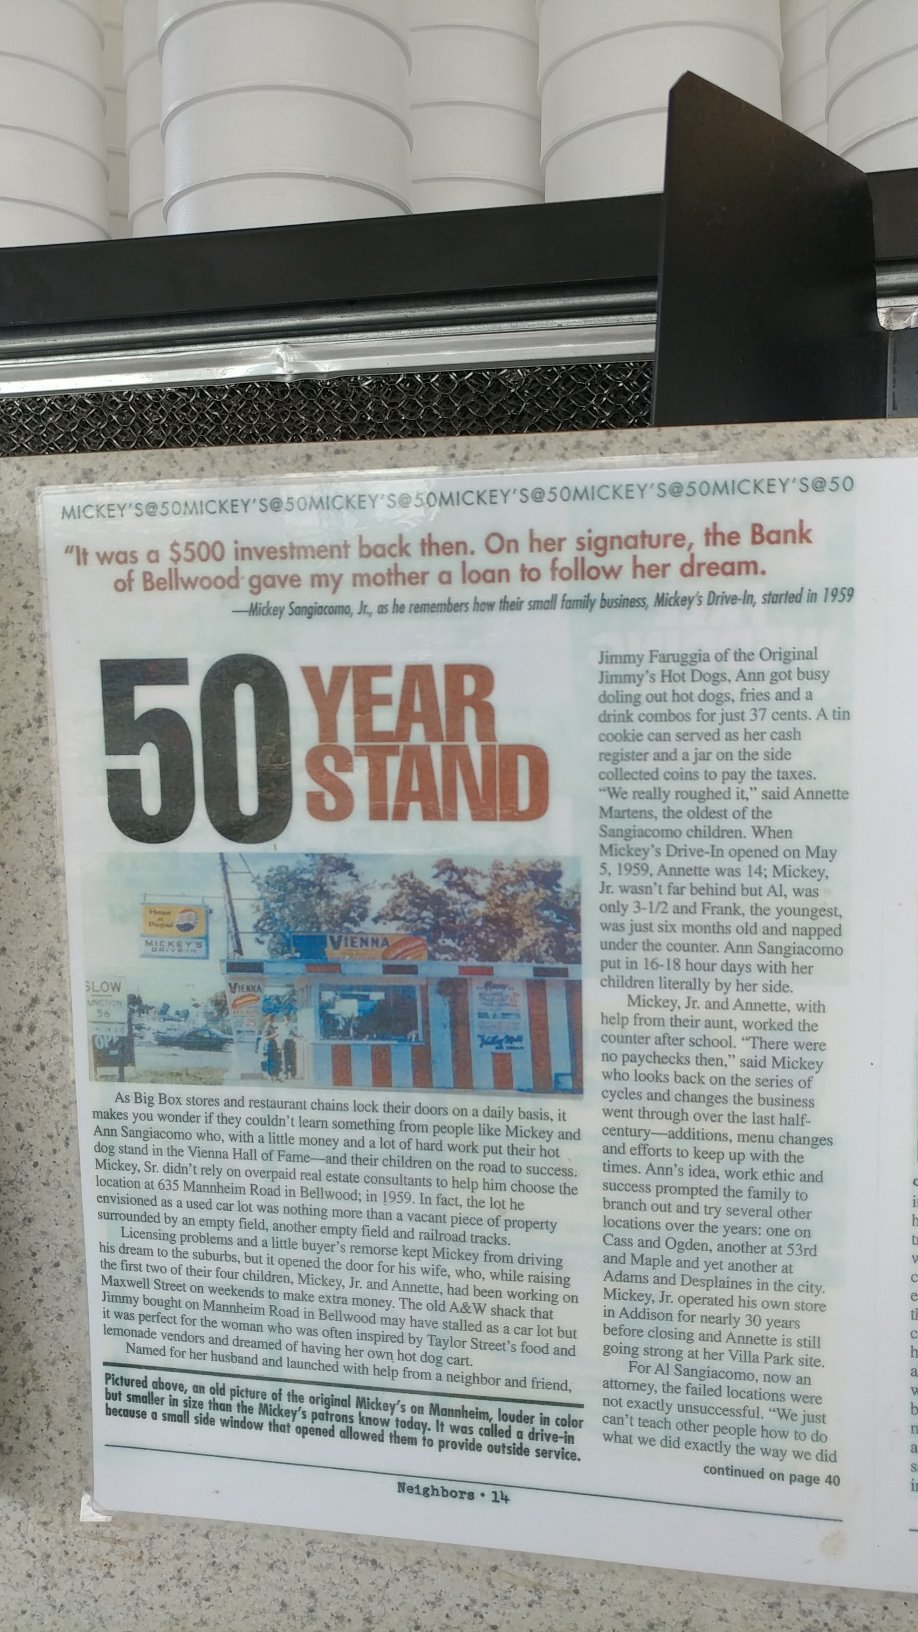 MICKEY'S@50MICKEY'S@50MICKEY'S@50MICKEY'S@50MICKEY'S@50MICKEY'S@50
"It was a $500 investment back then. On her signature, the Bank
of Bellwood gave my mother a loan to follow her dream.
—Mickey Sangiacomo, Jr., as he remembers how their small family business, Mickey's Drive-In, started in 1959
50 YEAR
STAND
MICKEY'S
DRIVE-IN
VIENNA
VIENNA
SLOW
JUNCTION
56
As Big Box stores and restaurant chains lock their doors on a daily basis, it
makes you wonder if they couldn't learn something from people like Mickey and
Ann Sangiacomo who, with a little money and a lot of hard work put their hot
dog stand in the Vienna Hall of Fame—and their children on the road to success.
Mickey, Sr. didn't rely on overpaid real estate consultants to help him choose the
location at 635 Mannheim Road in Bellwood; in 1959. In fact, the lot he
envisioned as a used car lot was nothing more than a vacant piece of property
surrounded by an empty field, another empty field and railroad tracks.
Licensing problems and a little buyer's remorse kept Mickey from driving
his dream to the suburbs, but it opened the door for his wife, who, while raising
the first two of their four children, Mickey, Jr. and Annette, had been working on
Maxwell Street on weekends to make extra money. The old A&W shack that
Jimmy bought on Mannheim Road in Bellwood may have stalled as a car lot but
it was perfect for the woman who was often inspired by Taylor Street's food and
lemonade vendors and dreamed of having her own hot dog cart.
Named for her husband and launched with help from a neighbor and friend,
Pictured above, an old picture of the original Mickey's on Mannheim, louder in color
but smaller in size than the Mickey's patrons know today. It was called a drive-in
because a small side window that opened allowed them to provide outside service.
Jimmy Faruggia of the Original
Jimmy's Hot Dogs, Ann got busy
doling out hot dogs, fries and a
drink combos for just 37 cents. A tin
cookie can served as her cash
register and a jar on the side
collected coins to pay the taxes.
"We really roughed it," said Annette
Martens, the oldest of the
Sangiacomo children. When
Mickey's Drive-In opened on May
5, 1959, Annette was 14; Mickey,
Jr. wasn't far behind but Al, was
only 3-1/2 and Frank, the youngest,
was just six months old and napped
under the counter. Ann Sangiacomo
put in 16-18 hour days with her
children literally by her side.
Mickey, Jr. and Annette, with
help from their aunt, worked the
counter after school. "There were
no paychecks then," said Mickey
who looks back on the series of
cycles and changes the business
went through over the last half-
century—additions, menu changes
and efforts to keep up with the
times. Ann's idea, work ethic and
success prompted the family to
branch out and try several other
locations over the years: one on
Cass and Ogden, another at 53rd
and Maple and yet another at
Adams and Desplaines in the city.
Mickey, Jr. operated his own store
in Addison for nearly 30 years
before closing and Annette is still
going strong at her Villa Park site.
For Al Sangiacomo, now an
attorney, the failed locations were
not exactly unsuccessful. "We just
can't teach other people how to do
what we did exactly the way we did
continued on page 40
Neighbors • 14